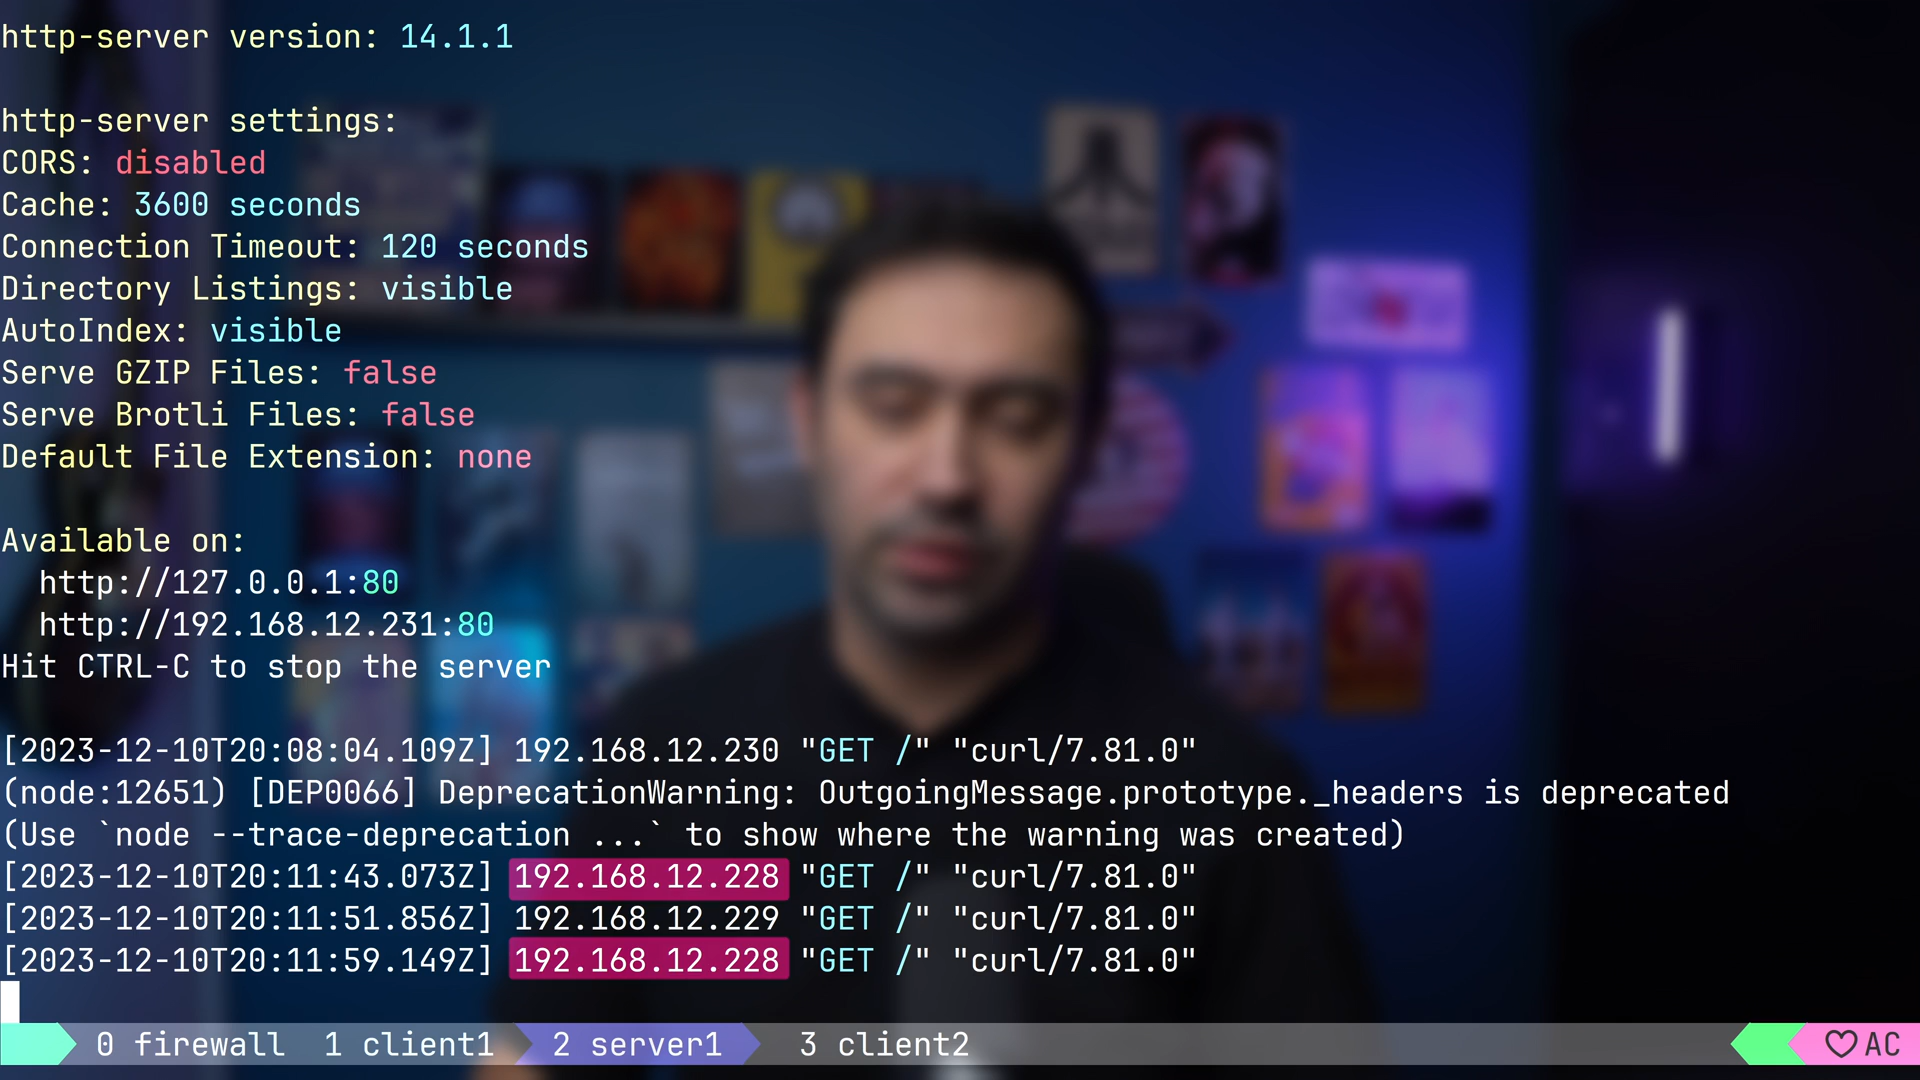 http-server version: 14.1.1
http-server settings:
CORS: disabled
Cache: 3600 seconds
Connection Timeout: 120 seconds
Directory Listings: visible
AutoIndex: visible
Serve GZIP Files: false
Serve Brotli Files: false
Default File Extension: none
Available on:
  http://127.0.0.1:80
  http://192.168.12.231:80
Hit CTRL-C to stop the server
[2023-12-10T20:08:04.109Z] 192.168.12.230 "GET /" "curl/7.81.0"
(node:12651) [DEP0066] DeprecationWarning: OutgoingMessage.prototype._headers is deprecated
(Use `node --trace-deprecation ...` to show where the warning was created)
[2023-12-10T20:11:43.073Z] 192.168.12.228 "GET /" "curl/7.81.0"
[2023-12-10T20:11:51.856Z] 192.168.12.229 "GET /" "curl/7.81.0"
[2023-12-10T20:11:59.149Z] 192.168.12.228 "GET /" "curl/7.81.0"
0 firewall 1 client1 2 server1 3 client2 ♡ AC